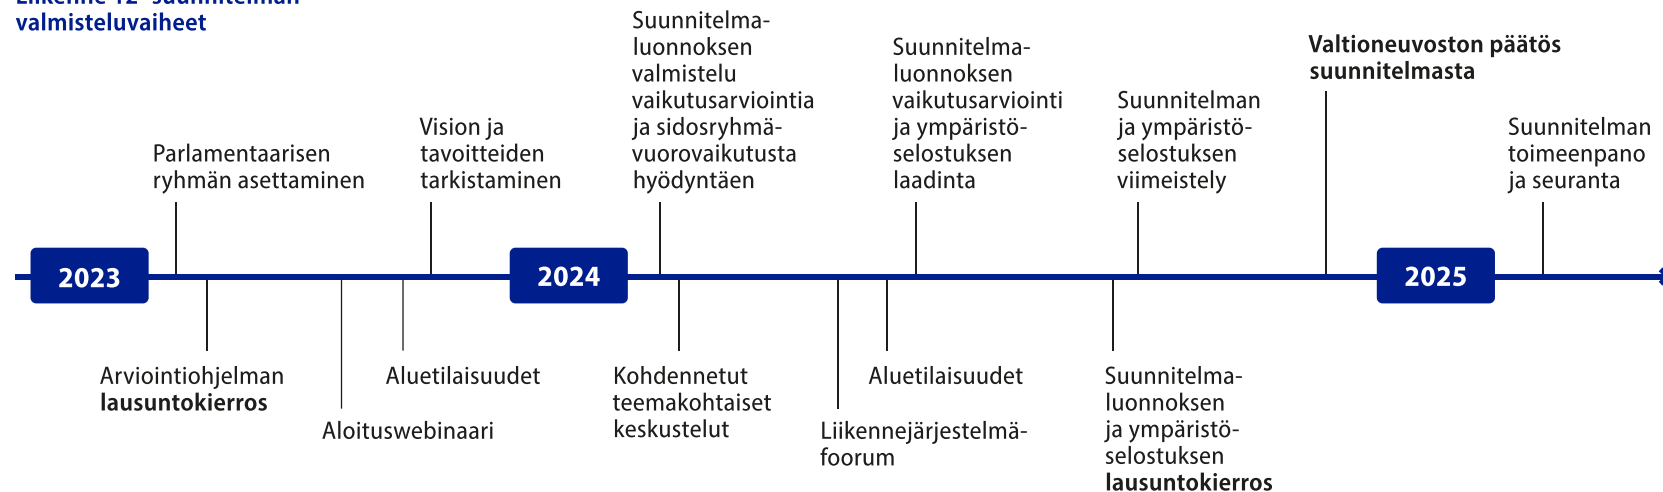 valmisteluvaiheet
Suunnitelma-
luonnoksen
valmistelu
vaikutusarviointia
ja sidosryhmä-
vuorovaikutusta
hyödyntäen
Suunnitelma-
luonnoksen
vaikutusarviointi
ja ympäristö-
selostuksen
laadinta
Valtioneuvoston päätös
suunnitelmasta
Suunnitelman
ja ympäristö-
selostuksen
viimeistely
Vision ja
tavoitteiden
tarkistaminen
Suunnitelman
toimeenpano
ja seuranta
Parlamentaarisen
ryhmän asettaminen
2023
2024
2025
Arviointiohjelman
lausuntokierros
Aloituswebinaari
Aluetilaisuudet
Kohdennetut
teemakohtaiset
keskustelut
Liikennejärjestelmä-
foorum
Aluetilaisuudet
Suunnitelma-
luonnoksen
ja ympäristö-
selostuksen
lausuntokierros